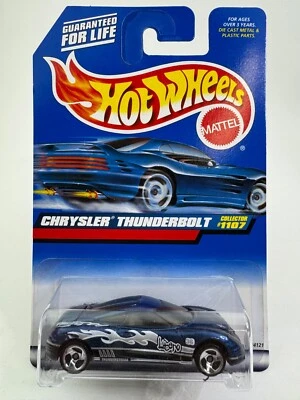 GUARANTEED
FOR LIFE
FOR AGES
OVER 3 YEARS.
DIE CAST METAL &
PLASTIC PARTS.
HOT WHEELS
MATTEL
CHRYSLER® THUNDERBOLT
COLLECTOR
#1107